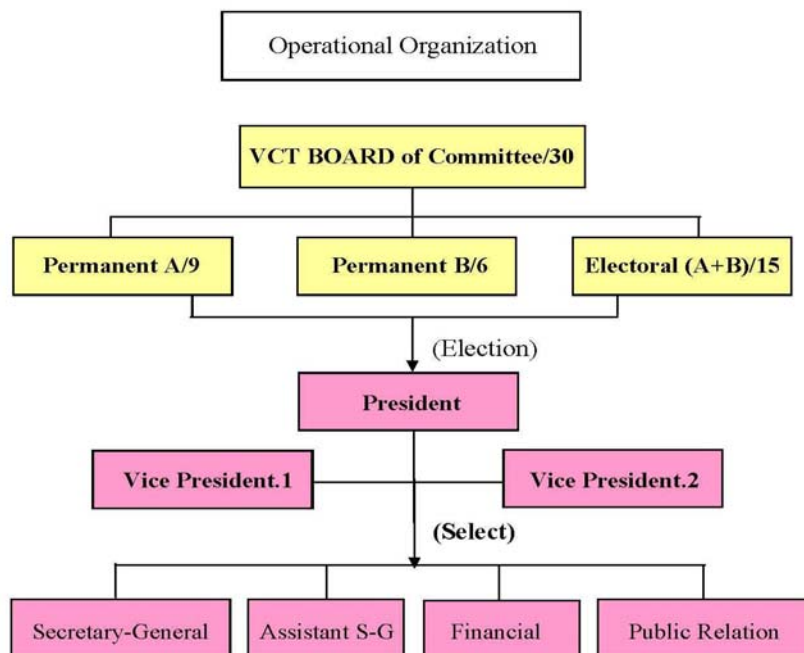 Operational Organization
VCT BOARD of Committee/30
Permanent A/9
Permanent B/6
Electoral (A+B)/15
(Election)
President
Vice President.1
Vice President.2
(Select)
Secretary-General
Assistant S-G
Financial
Public Relation